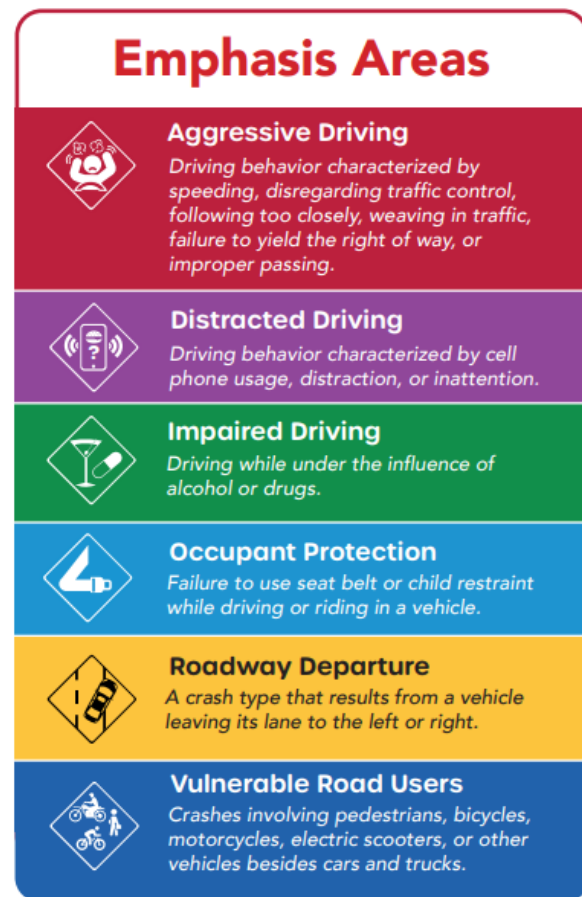 Emphasis Areas
Aggressive Driving
Driving behavior characterized by
speeding, disregarding traffic control,
following too closely, weaving in traffic,
failure to yield the right of way, or
improper passing.
Distracted Driving
?
Driving behavior characterized by cell
phone usage, distraction, or inattention.
Impaired Driving
Driving while under the influence of
alcohol or drugs.
Occupant Protection
Failure to use seat belt or child restraint
while driving or riding in a vehicle.
Roadway Departure
A crash type that results from a vehicle
leaving its lane to the left or right.
Vulnerable Road Users
Crashes involving pedestrians, bicycles,
motorcycles, electric scooters, or other
vehicles besides cars and trucks.